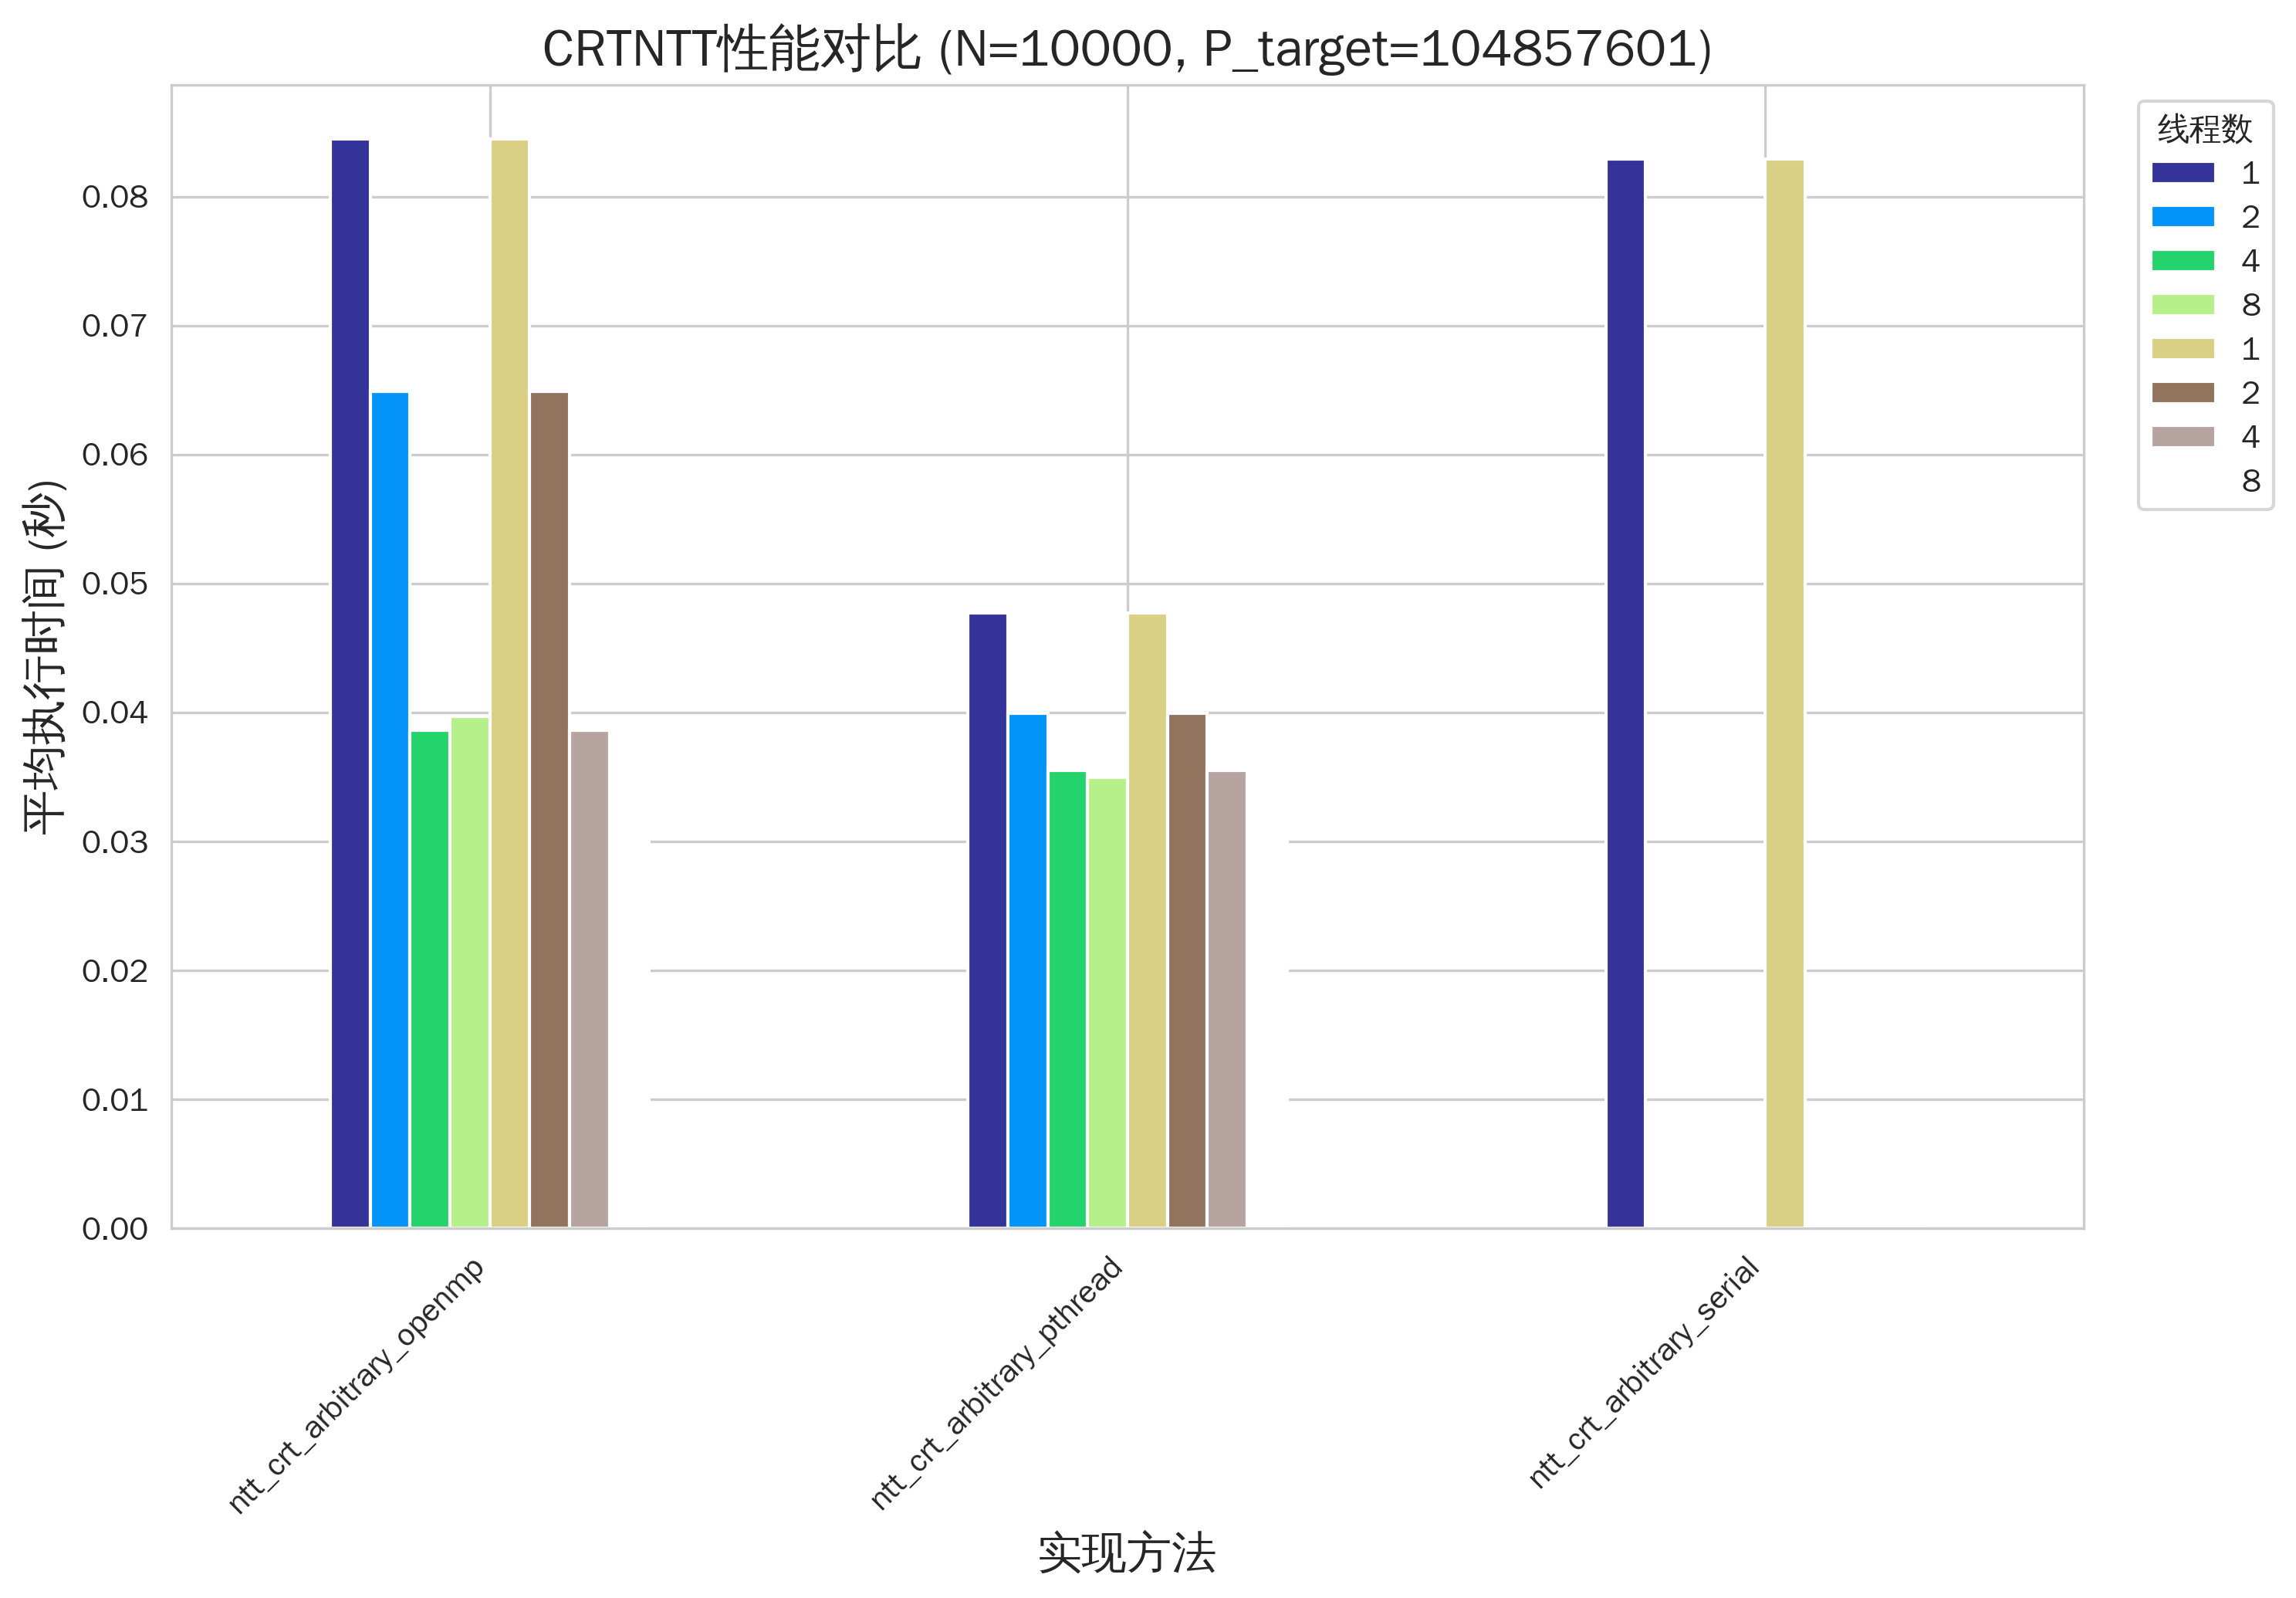 CRTNTT性能对比 (N=10000, P_target=104857601)
线程数
1
2
4
8
1
2
4
8
平均执行时间 (秒)
0.08
0.07
0.06
0.05
0.04
0.03
0.02
0.01
0.00
ntt_crt_arbitrary_openmp
ntt_crt_arbitrary_pthread
ntt_crt_arbitrary_serial
实现方法